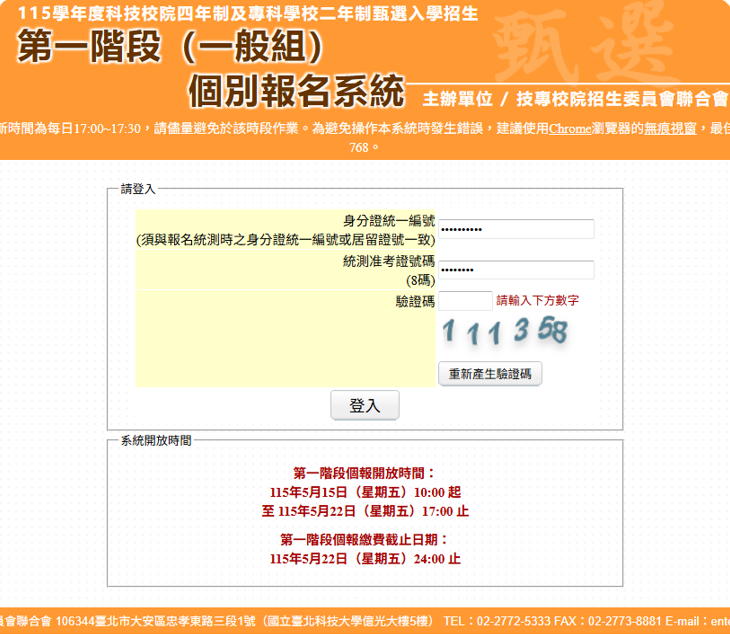 115學年度科技校院四年制及專科學校二年制甄選入學招生
甄選
第一階段（一般組）
個別報名系統
主辦單位 / 技專校院招生委員會聯合會
新時間為每日17:00~17:30，請儘量避免於該時段作業。為避免操作本系統時發生錯誤，建議使用Chrome瀏覽器的無痕視窗，最佳
768。
請登入
身分證統一編號
(須與報名統測時之身分證統一編號或居留證號一致)
統測准考證號碼
(8碼)
驗證碼 請輸入下方數字
111358
重新產生驗證碼
登入
系統開放時間
第一階段個報開放時間：
115年5月15日（星期五）10:00 起
至 115年5月22日（星期五）17:00 止
第一階段個報繳費截止日期：
115年5月22日（星期五）24:00 止
員會聯合會 106344臺北市大安區忠孝東路三段1號（國立臺北科技大學億光大樓5樓） TEL：02-2772-5333 FAX：02-2773-8881 E-mail：ente